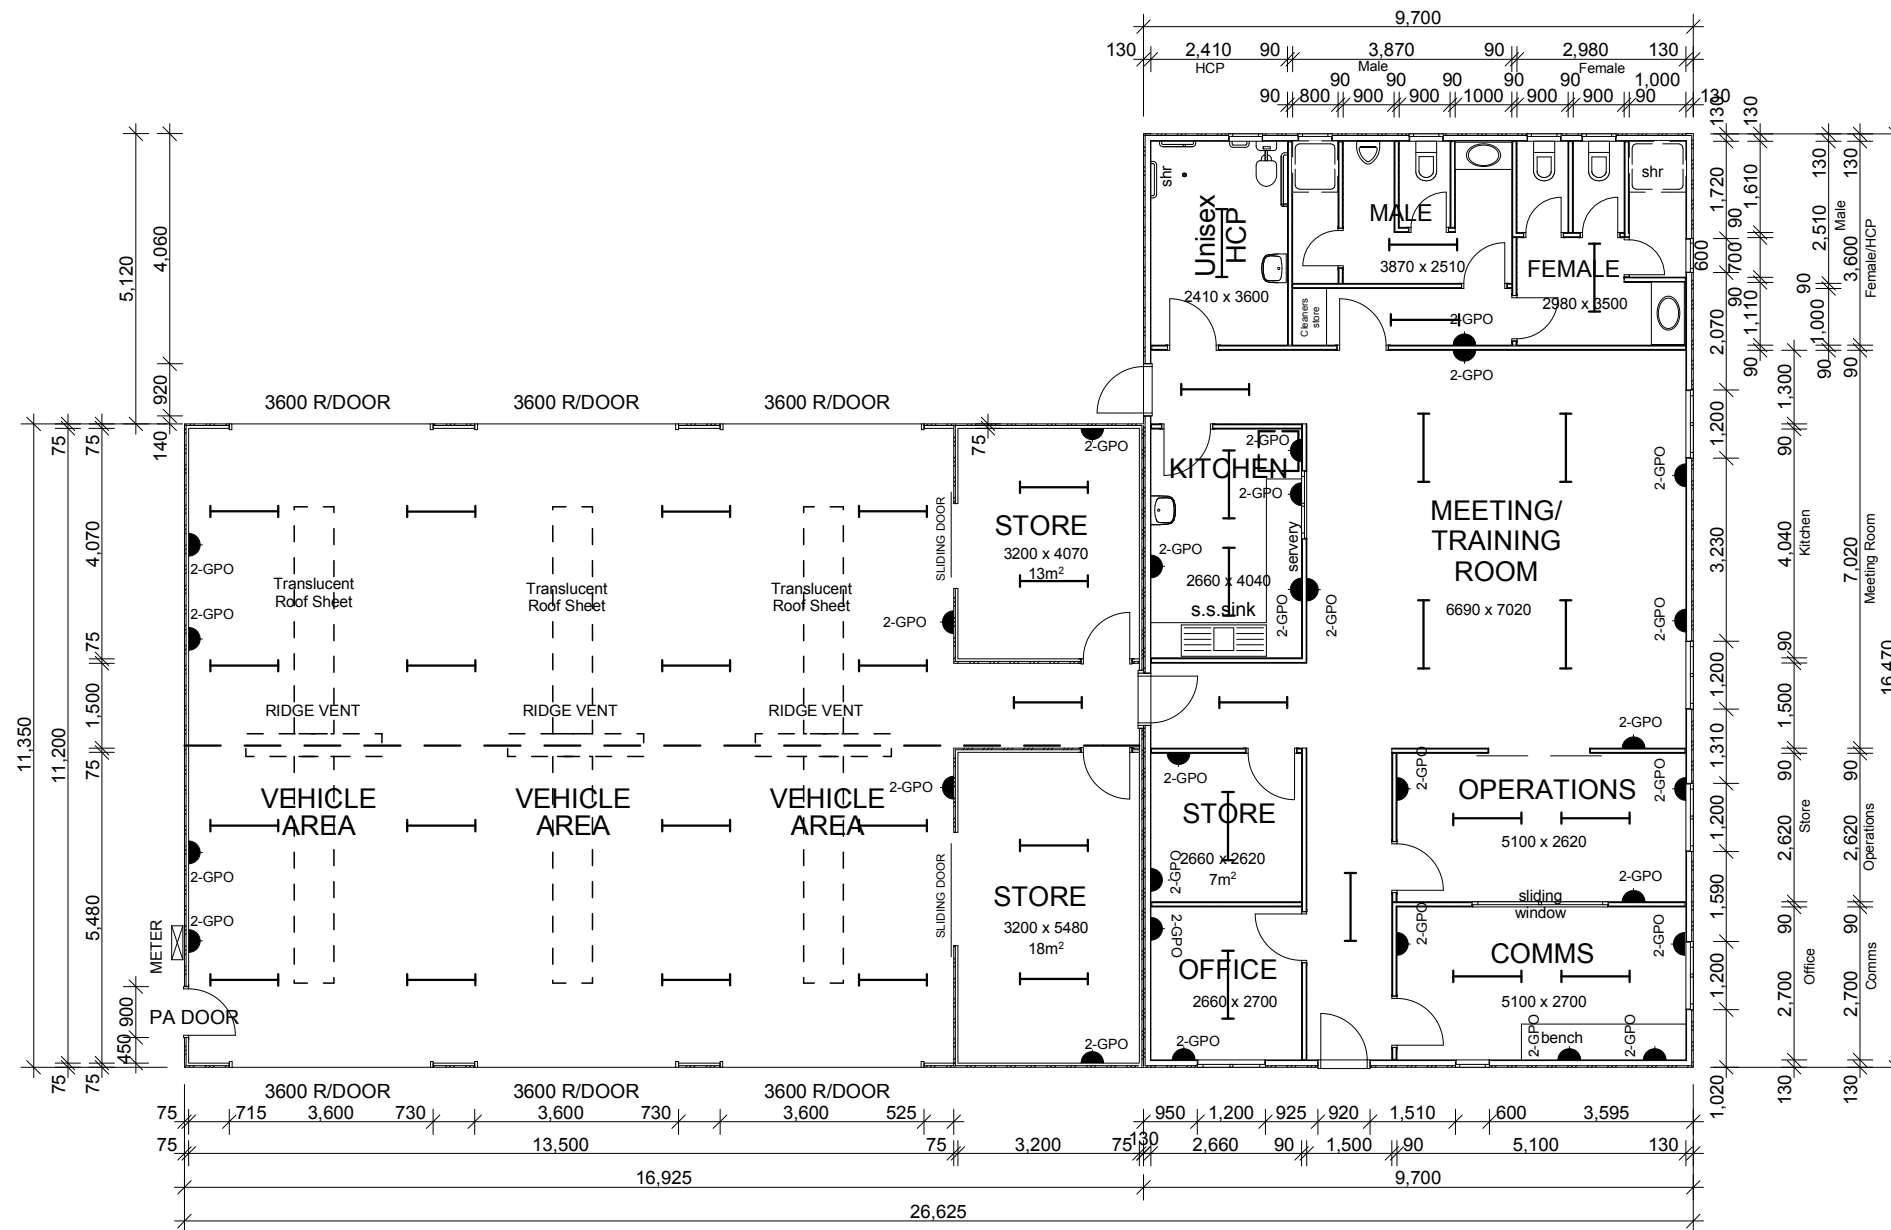 9,700
130 2,410 90 3,870 90 2,980 130
HCP Male Female
90 90 90 90 90 1,000
90 800 900 900 1000 900 900 90 130
130 130
5,120
4,060
920
140
shr
Unisex
HCP
2410 x 3600
MALE
3870 x 2510
shr
FEMALE
2980 x 3500
Cleaners
store
2-GPO
2-GPO
1,720
600
2,070
1,200
3,230
1,200
1,310
1,200
1,590
1,200
1,020
1,610
90
700
90
1,110
90
130
2,510
Male
90
1,000
90
130
3,600
Female/HCP
90
1,300
90
4,040
Kitchen
90
1,500
90
2,620
Store
90
2,700
Office
130
7,020
Meeting Room
90
2,620
Operations
90
2,700
Comms
130
16,470
3600 R/DOOR 3600 R/DOOR 3600 R/DOOR
75
75
75
11,350
11,200
4,070
75
1,500
75
5,480
900
450
75
75
2-GPO
2-GPO
Translucent
Roof Sheet
Translucent
Roof Sheet
Translucent
Roof Sheet
2-GPO
SLIDING DOOR
2-GPO
STORE
3200 x 4070
13m²
KITCHEN
2-GPO
2-GPO
2-GPO
servery
2660 x 4040
s.s.sink
2-GPO
2-GPO
MEETING/
TRAINING
ROOM
6690 x 7020
2-GPO
2-GPO
2-GPO
RIDGE VENT RIDGE VENT RIDGE VENT
VEHICLE
AREA
VEHICLE
AREA
VEHICLE
AREA
2-GPO
2-GPO
2-GPO
METER
PA DOOR
SLIDING DOOR
STORE
3200 x 5480
18m²
2-GPO
2-GPO
STORE
2660 x 2620
7m²
2-GPO
2-GPO
OFFICE
2660 x 2700
2-GPO
2-GPO
OPERATIONS
5100 x 2620
2-GPO
2-GPO
sliding
window
2-GPO
COMMS
5100 x 2700
2-GPO
2-GPO
bench
2-GPO
3600 R/DOOR 3600 R/DOOR 3600 R/DOOR
75 715 3,600 730 3,600 730 3,600 525 950 1,200 925 920 1,510 600 3,595
75 13,500 75 3,200 75 130 2,660 90 1,500 90 5,100 130
16,925 9,700
26,625